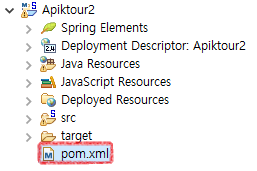 Apiktour2
Spring Elements
Deployment Descriptor: Apiktour2
Java Resources
JavaScript Resources
Deployed Resources
src
target
pom.xml